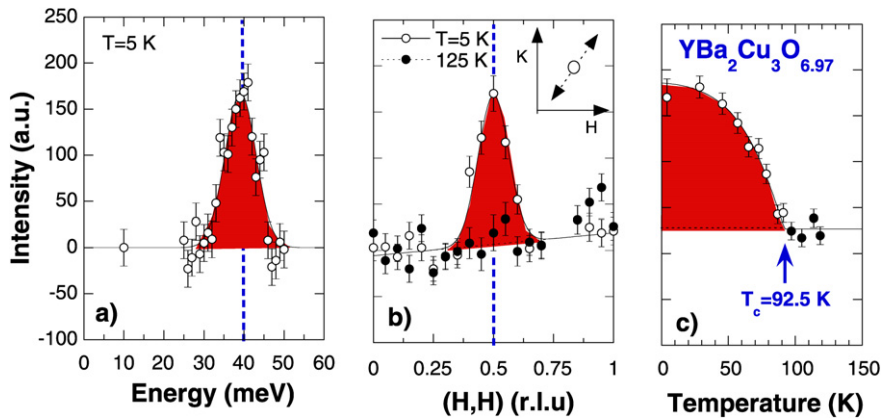 T=5 K
a)
Intensity (a.u.)
250
200
150
100
50
0
-50
-100
0 10 20 30 40 50 60
Energy (meV)
T=5 K
125 K
K
H
b)
0 0.25 0.5 0.75 1
(H,H) (r.l.u)
YBa2Cu3O6.97
Tc=92.5 K
c)
0 50 100 150
Temperature (K)